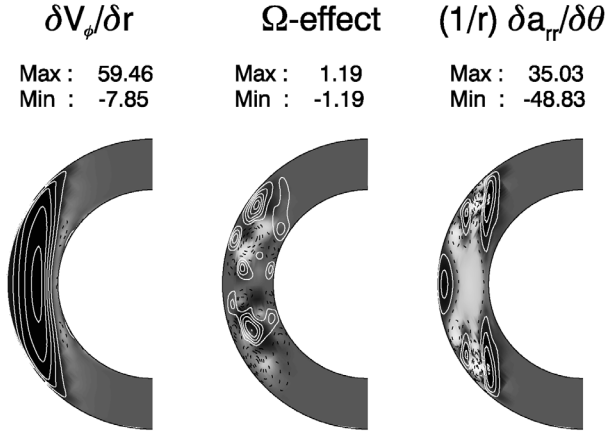 δV_ϕ/δr Ω-effect (1/r) δa_rr/δθ
Max : 59.46 Max : 1.19 Max : 35.03
Min : -7.85 Min : -1.19 Min : -48.83